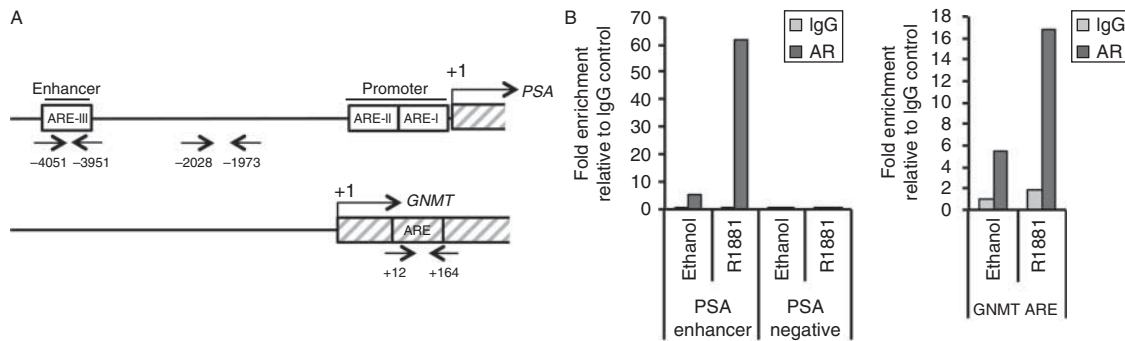 A
Enhancer
Promoter
+1
PSA
ARE-III
ARE-II
ARE-I
–4051
–3951
–2028
–1973
+1
GNMT
ARE
+12
+164
B
Fold enrichment
relative to IgG control
70
60
50
40
30
20
10
0
IgG
AR
Ethanol
R1881
Ethanol
R1881
PSA
enhancer
PSA
negative
Fold enrichment
relative to IgG control
18
16
14
12
10
8
6
4
2
0
IgG
AR
Ethanol
R1881
GNMT ARE